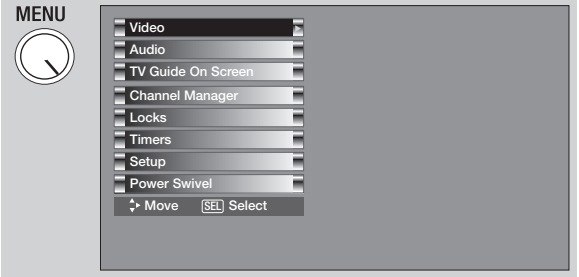 MENU
Video
Audio
TV Guide On Screen
Channel Manager
Locks
Timers
Setup
Power Swivel
Move SEL Select